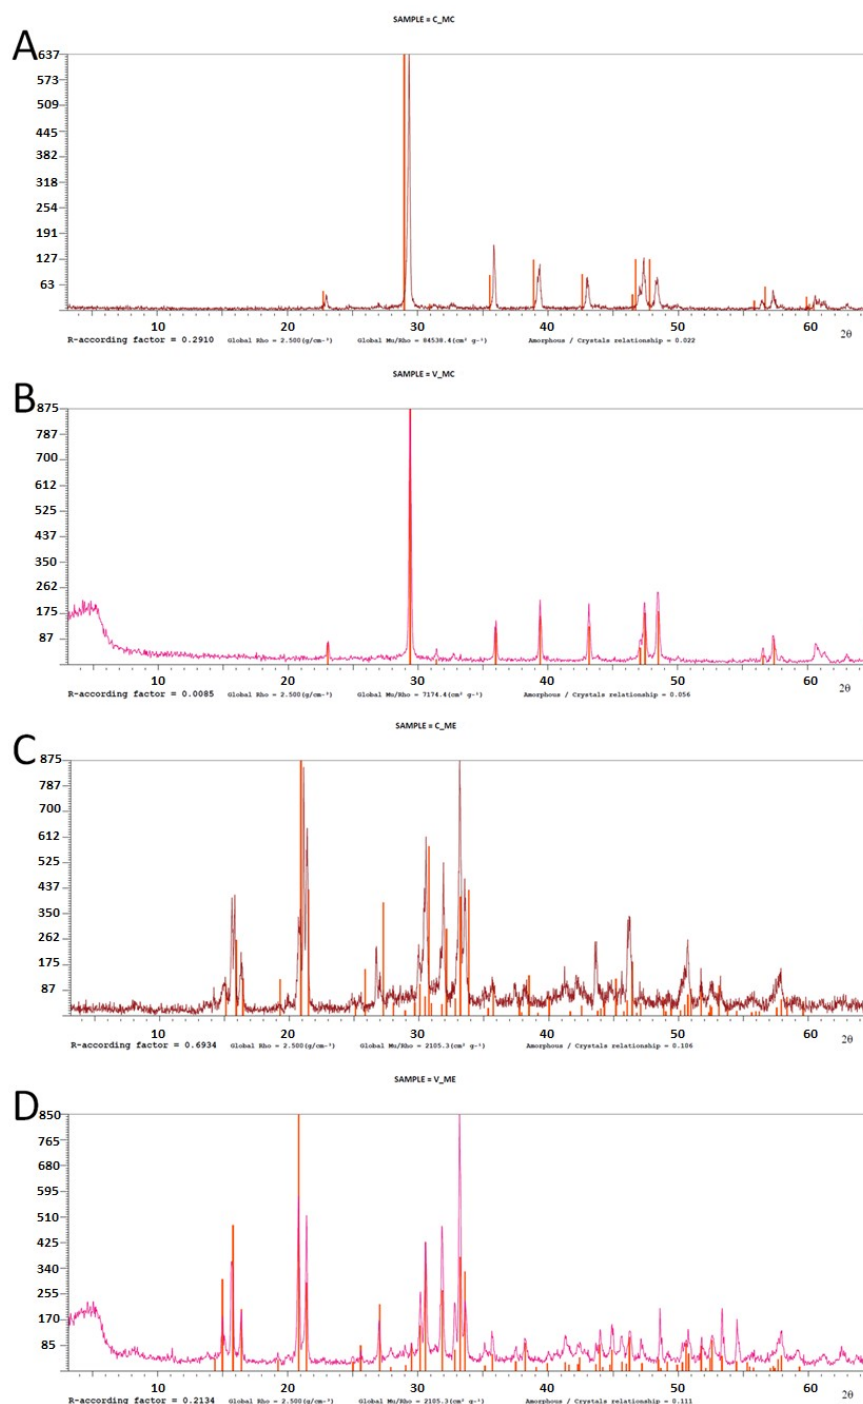 SAMPLE = C_MC
A
637
573
509
445
382
318
254
191
127
63
10 20 30 40 50 60 2θ
R-according factor = 0.2910 Global Rho = 2.500(g/cm⁻³) Global Mu/Rho = 84538.4(cm² g⁻¹) Amorphous / Crystals relationship = 0.022
SAMPLE = V_MC
B
875
787
700
612
525
437
350
262
175
87
10 20 30 40 50 60 2θ
R-according factor = 0.0085 Global Rho = 2.500(g/cm⁻³) Global Mu/Rho = 7174.4(cm² g⁻¹) Amorphous / Crystals relationship = 0.056
SAMPLE = C_ME
C
875
787
700
612
525
437
350
262
175
87
10 20 30 40 50 60 2θ
R-according factor = 0.6934 Global Rho = 2.500(g/cm⁻³) Global Mu/Rho = 2105.3(cm² g⁻¹) Amorphous / Crystals relationship = 0.106
SAMPLE = V_ME
D
850
765
680
595
510
425
340
255
170
85
10 20 30 40 50 60 2θ
R-according factor = 0.2134 Global Rho = 2.500(g/cm⁻³) Global Mu/Rho = 2105.3(cm² g⁻¹) Amorphous / Crystals relationship = 0.111